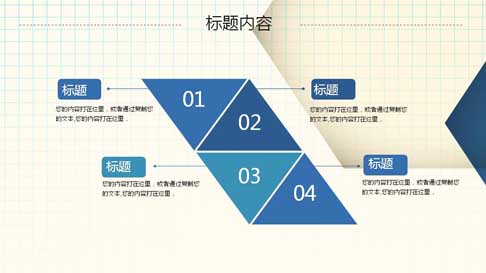 标题内容
标题
您的内容打在这里，或者通过复制您
的文本,您的内容打在这里，
01
02
标题
您的内容打在这里，或者通过复制您
的文本,您的内容打在这里，
标题
您的内容打在这里，或者通过复制您
的文本,您的内容打在这里，
03
04
标题
您的内容打在这里，或者通过复制您
的文本,您的内容打在这里，